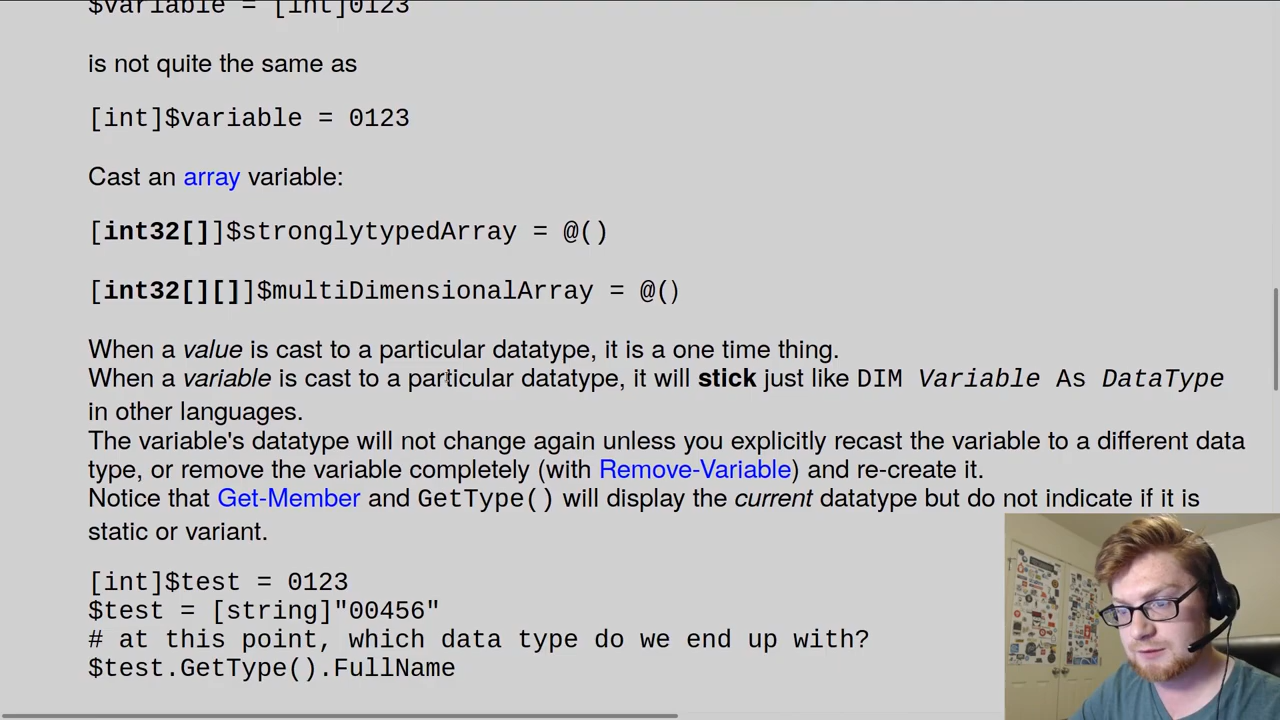 $variable = [int]0123
is not quite the same as
[int]$variable = 0123
Cast an array variable:
[int32[]]$stronglytypedArray = @()
[int32[][]]$multiDimensionalArray = @()
When a value is cast to a particular datatype, it is a one time thing.
When a variable is cast to a particular datatype, it will stick just like DIM Variable As DataType
in other languages.
The variable's datatype will not change again unless you explicitly recast the variable to a different data
type, or remove the variable completely (with Remove-Variable) and re-create it.
Notice that Get-Member and GetType() will display the current datatype but do not indicate if it is
static or variant.
[int]$test = 0123
$test = [string]"00456"
# at this point, which data type do we end up with?
$test.GetType().FullName